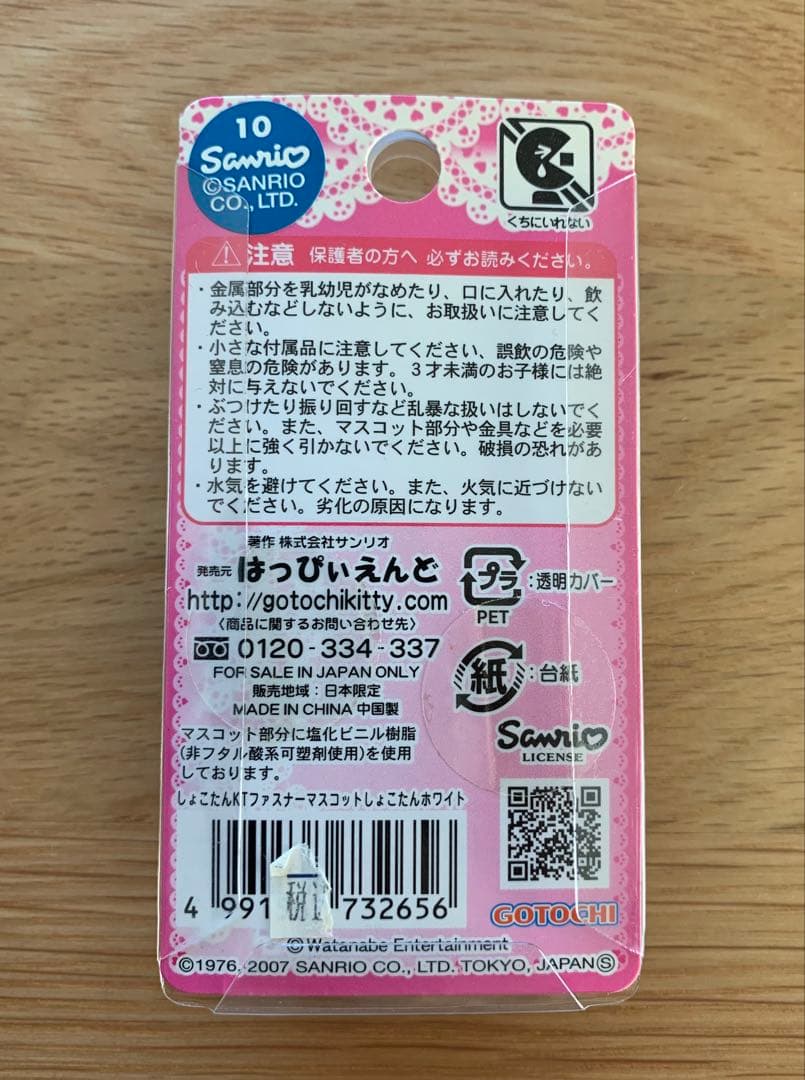 10
Sanrio
©SANRIO
CO., LTD.
くちにいれない
注意 保護者の方へ 必ずお読みください。
・金属部分を乳幼児がなめたり、口に入れたり、飲
み込むなどしないように、お取扱いに注意してく
ださい。
・小さな付属品に注意してください、誤飲の危険や
窒息の危険があります。3才未満のお子様には絶
対に与えないでください。
・ぶつけたり振り回すなど乱暴な扱いはしないでく
ださい。また、マスコット部分や金具などを必要
以上に強く引かないでください。破損の恐れがあ
ります。
・水気を避けてください。また、火気に近づけない
でください。劣化の原因になります。
著作 株式会社サンリオ
発売元 はっぴぃえんど
http://gotochikitty.com
〈商品に関するお問い合わせ先〉
0120-334-337
FOR SALE IN JAPAN ONLY
販売地域：日本限定
MADE IN CHINA 中国製
プラ :透明カバー
PET
紙 :台紙
Sanrio
LICENSE
マスコット部分に塩化ビニル樹脂
(非フタル酸系可塑剤使用)を使用
しております。
しょこたんKTファスナーマスコットしょこたんホワイト
4 991 732656
税
GOTOCHI
©Watanabe Entertainment
©1976, 2007 SANRIO CO., LTD. TOKYO, JAPAN Ⓢ